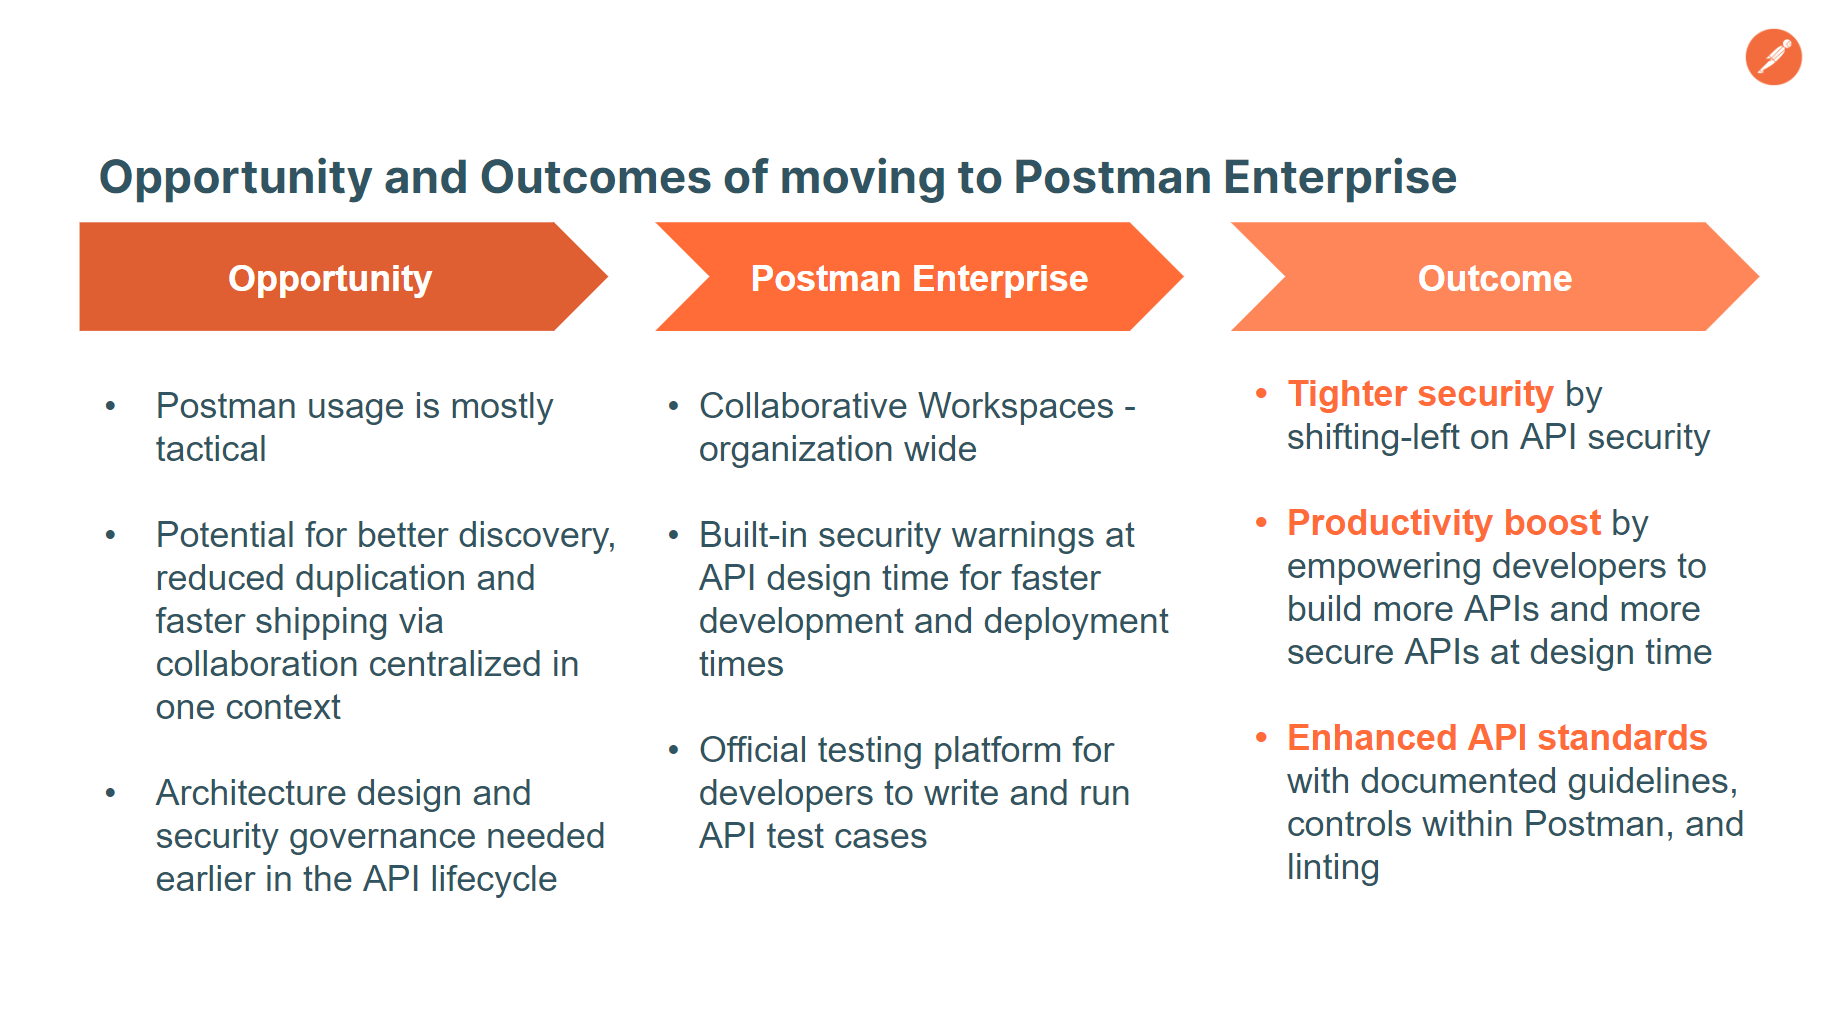 Opportunity and Outcomes of moving to Postman Enterprise
Opportunity
• Postman usage is mostly
tactical
• Potential for better discovery,
reduced duplication and
faster shipping via
collaboration centralized in
one context
• Architecture design and
security governance needed
earlier in the API lifecycle
Postman Enterprise
• Collaborative Workspaces -
organization wide
• Built-in security warnings at
API design time for faster
development and deployment
times
• Official testing platform for
developers to write and run
API test cases
Outcome
• Tighter security by
shifting-left on API security
• Productivity boost by
empowering developers to
build more APIs and more
secure APIs at design time
• Enhanced API standards
with documented guidelines,
controls within Postman, and
linting